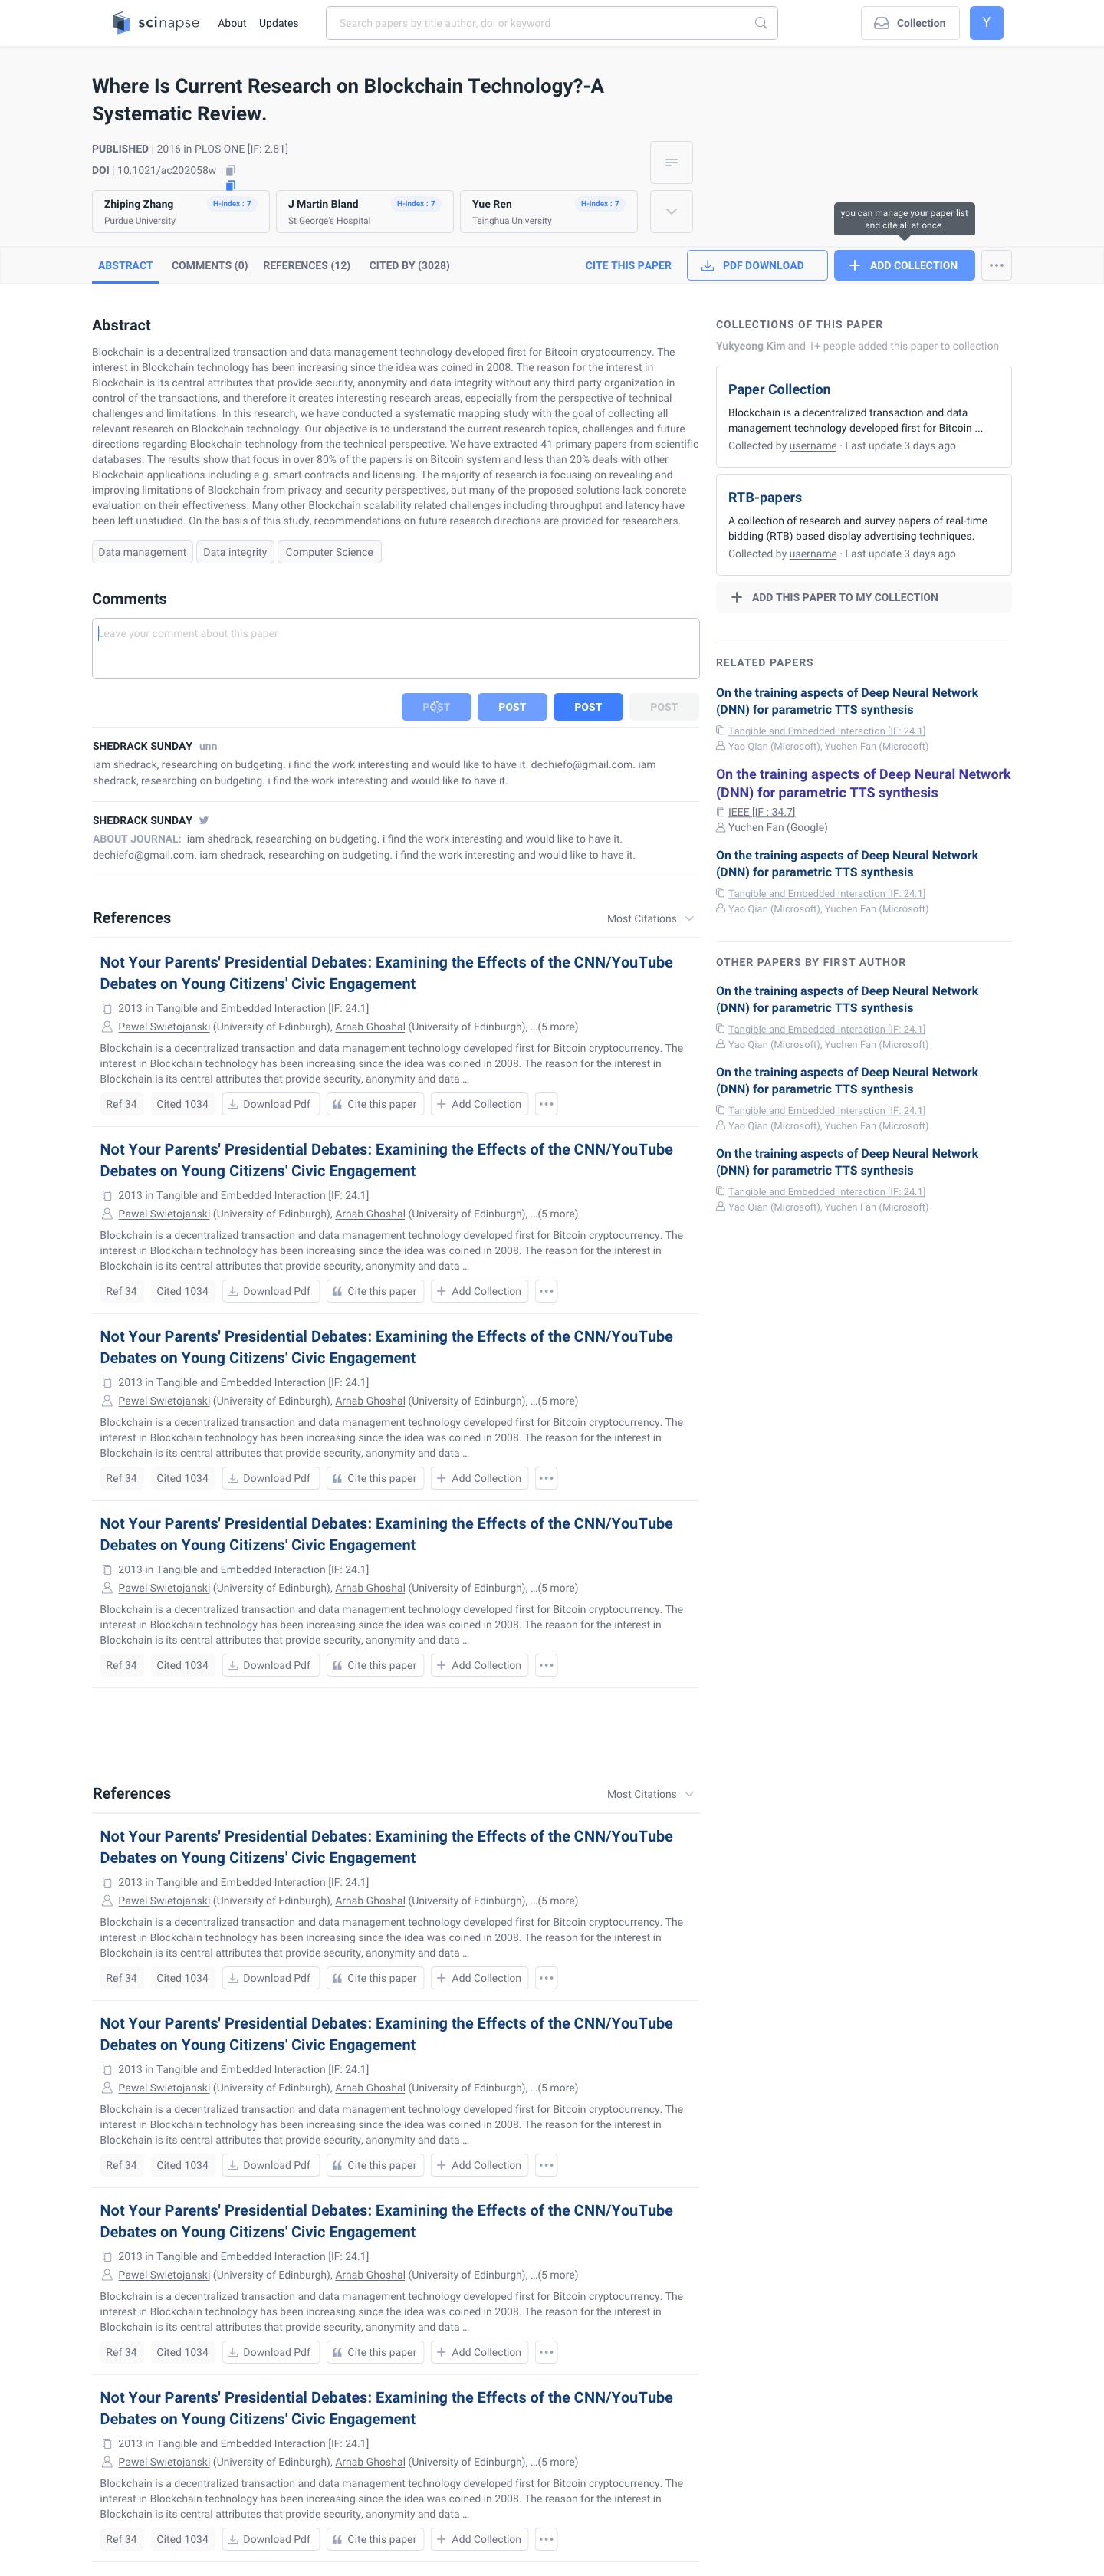 scinapse
About
Updates
Search papers by title author, doi or keyword
Collection
Y
Where Is Current Research on Blockchain Technology?-A
Systematic Review.
PUBLISHED | 2016 in PLOS ONE [IF: 2.81]
DOI | 10.1021/ac202058w
Zhiping Zhang
H-index : 7
Purdue University
J Martin Bland
H-index : 7
St George's Hospital
Yue Ren
H-index : 7
Tsinghua University
you can manage your paper list
and cite all at once.
ABSTRACT
COMMENTS (0)
REFERENCES (12)
CITED BY (3028)
CITE THIS PAPER
PDF DOWNLOAD
ADD COLLECTION
Abstract
Blockchain is a decentralized transaction and data management technology developed first for Bitcoin cryptocurrency. The
interest in Blockchain technology has been increasing since the idea was coined in 2008. The reason for the interest in
Blockchain is its central attributes that provide security, anonymity and data integrity without any third party organization in
control of the transactions, and therefore it creates interesting research areas, especially from the perspective of technical
challenges and limitations. In this research, we have conducted a systematic mapping study with the goal of collecting all
relevant research on Blockchain technology. Our objective is to understand the current research topics, challenges and future
directions regarding Blockchain technology from the technical perspective. We have extracted 41 primary papers from scientific
databases. The results show that focus in over 80% of the papers is on Bitcoin system and less than 20% deals with other
Blockchain applications including e.g. smart contracts and licensing. The majority of research is focusing on revealing and
improving limitations of Blockchain from privacy and security perspectives, but many of the proposed solutions lack concrete
evaluation on their effectiveness. Many other Blockchain scalability related challenges including throughput and latency have
been left unstudied. On the basis of this study, recommendations on future research directions are provided for researchers.
Data management
Data integrity
Computer Science
Comments
Leave your comment about this paper
POST
POST
POST
POST
SHEDRACK SUNDAY unn
iam shedrack, researching on budgeting. i find the work interesting and would like to have it. dechiefo@gmail.com. iam
shedrack, researching on budgeting. i find the work interesting and would like to have it.
SHEDRACK SUNDAY
ABOUT JOURNAL: iam shedrack, researching on budgeting. i find the work interesting and would like to have it.
dechiefo@gmail.com. iam shedrack, researching on budgeting. i find the work interesting and would like to have it.
References
Most Citations
Not Your Parents' Presidential Debates: Examining the Effects of the CNN/YouTube
Debates on Young Citizens' Civic Engagement
2013 in Tangible and Embedded Interaction [IF: 24.1]
Pawel Swietojanski (University of Edinburgh), Arnab Ghoshal (University of Edinburgh), ...(5 more)
Blockchain is a decentralized transaction and data management technology developed first for Bitcoin cryptocurrency. The
interest in Blockchain technology has been increasing since the idea was coined in 2008. The reason for the interest in
Blockchain is its central attributes that provide security, anonymity and data ...
Ref 34
Cited 1034
Download Pdf
Cite this paper
Add Collection
Not Your Parents' Presidential Debates: Examining the Effects of the CNN/YouTube
Debates on Young Citizens' Civic Engagement
2013 in Tangible and Embedded Interaction [IF: 24.1]
Pawel Swietojanski (University of Edinburgh), Arnab Ghoshal (University of Edinburgh), ...(5 more)
Blockchain is a decentralized transaction and data management technology developed first for Bitcoin cryptocurrency. The
interest in Blockchain technology has been increasing since the idea was coined in 2008. The reason for the interest in
Blockchain is its central attributes that provide security, anonymity and data ...
Ref 34
Cited 1034
Download Pdf
Cite this paper
Add Collection
Not Your Parents' Presidential Debates: Examining the Effects of the CNN/YouTube
Debates on Young Citizens' Civic Engagement
2013 in Tangible and Embedded Interaction [IF: 24.1]
Pawel Swietojanski (University of Edinburgh), Arnab Ghoshal (University of Edinburgh), ...(5 more)
Blockchain is a decentralized transaction and data management technology developed first for Bitcoin cryptocurrency. The
interest in Blockchain technology has been increasing since the idea was coined in 2008. The reason for the interest in
Blockchain is its central attributes that provide security, anonymity and data ...
Ref 34
Cited 1034
Download Pdf
Cite this paper
Add Collection
Not Your Parents' Presidential Debates: Examining the Effects of the CNN/YouTube
Debates on Young Citizens' Civic Engagement
2013 in Tangible and Embedded Interaction [IF: 24.1]
Pawel Swietojanski (University of Edinburgh), Arnab Ghoshal (University of Edinburgh), ...(5 more)
Blockchain is a decentralized transaction and data management technology developed first for Bitcoin cryptocurrency. The
interest in Blockchain technology has been increasing since the idea was coined in 2008. The reason for the interest in
Blockchain is its central attributes that provide security, anonymity and data ...
Ref 34
Cited 1034
Download Pdf
Cite this paper
Add Collection
References
Most Citations
Not Your Parents' Presidential Debates: Examining the Effects of the CNN/YouTube
Debates on Young Citizens' Civic Engagement
2013 in Tangible and Embedded Interaction [IF: 24.1]
Pawel Swietojanski (University of Edinburgh), Arnab Ghoshal (University of Edinburgh), ...(5 more)
Blockchain is a decentralized transaction and data management technology developed first for Bitcoin cryptocurrency. The
interest in Blockchain technology has been increasing since the idea was coined in 2008. The reason for the interest in
Blockchain is its central attributes that provide security, anonymity and data ...
Ref 34
Cited 1034
Download Pdf
Cite this paper
Add Collection
Not Your Parents' Presidential Debates: Examining the Effects of the CNN/YouTube
Debates on Young Citizens' Civic Engagement
2013 in Tangible and Embedded Interaction [IF: 24.1]
Pawel Swietojanski (University of Edinburgh), Arnab Ghoshal (University of Edinburgh), ...(5 more)
Blockchain is a decentralized transaction and data management technology developed first for Bitcoin cryptocurrency. The
interest in Blockchain technology has been increasing since the idea was coined in 2008. The reason for the interest in
Blockchain is its central attributes that provide security, anonymity and data ...
Ref 34
Cited 1034
Download Pdf
Cite this paper
Add Collection
Not Your Parents' Presidential Debates: Examining the Effects of the CNN/YouTube
Debates on Young Citizens' Civic Engagement
2013 in Tangible and Embedded Interaction [IF: 24.1]
Pawel Swietojanski (University of Edinburgh), Arnab Ghoshal (University of Edinburgh), ...(5 more)
Blockchain is a decentralized transaction and data management technology developed first for Bitcoin cryptocurrency. The
interest in Blockchain technology has been increasing since the idea was coined in 2008. The reason for the interest in
Blockchain is its central attributes that provide security, anonymity and data ...
Ref 34
Cited 1034
Download Pdf
Cite this paper
Add Collection
Not Your Parents' Presidential Debates: Examining the Effects of the CNN/YouTube
Debates on Young Citizens' Civic Engagement
2013 in Tangible and Embedded Interaction [IF: 24.1]
Pawel Swietojanski (University of Edinburgh), Arnab Ghoshal (University of Edinburgh), ...(5 more)
Blockchain is a decentralized transaction and data management technology developed first for Bitcoin cryptocurrency. The
interest in Blockchain technology has been increasing since the idea was coined in 2008. The reason for the interest in
Blockchain is its central attributes that provide security, anonymity and data ...
Ref 34
Cited 1034
Download Pdf
Cite this paper
Add Collection
COLLECTIONS OF THIS PAPER
Yukyeong Kim and 1+ people added this paper to collection
Paper Collection
Blockchain is a decentralized transaction and data
management technology developed first for Bitcoin ...
Collected by username · Last update 3 days ago
RTB-papers
A collection of research and survey papers of real-time
bidding (RTB) based display advertising techniques.
Collected by username · Last update 3 days ago
ADD THIS PAPER TO MY COLLECTION
RELATED PAPERS
On the training aspects of Deep Neural Network
(DNN) for parametric TTS synthesis
Tangible and Embedded Interaction [IF: 24.1]
Yao Qian (Microsoft), Yuchen Fan (Microsoft)
On the training aspects of Deep Neural Network
(DNN) for parametric TTS synthesis
IEEE [IF : 34.7]
Yuchen Fan (Google)
On the training aspects of Deep Neural Network
(DNN) for parametric TTS synthesis
Tangible and Embedded Interaction [IF: 24.1]
Yao Qian (Microsoft), Yuchen Fan (Microsoft)
OTHER PAPERS BY FIRST AUTHOR
On the training aspects of Deep Neural Network
(DNN) for parametric TTS synthesis
Tangible and Embedded Interaction [IF: 24.1]
Yao Qian (Microsoft), Yuchen Fan (Microsoft)
On the training aspects of Deep Neural Network
(DNN) for parametric TTS synthesis
Tangible and Embedded Interaction [IF: 24.1]
Yao Qian (Microsoft), Yuchen Fan (Microsoft)
On the training aspects of Deep Neural Network
(DNN) for parametric TTS synthesis
Tangible and Embedded Interaction [IF: 24.1]
Yao Qian (Microsoft), Yuchen Fan (Microsoft)